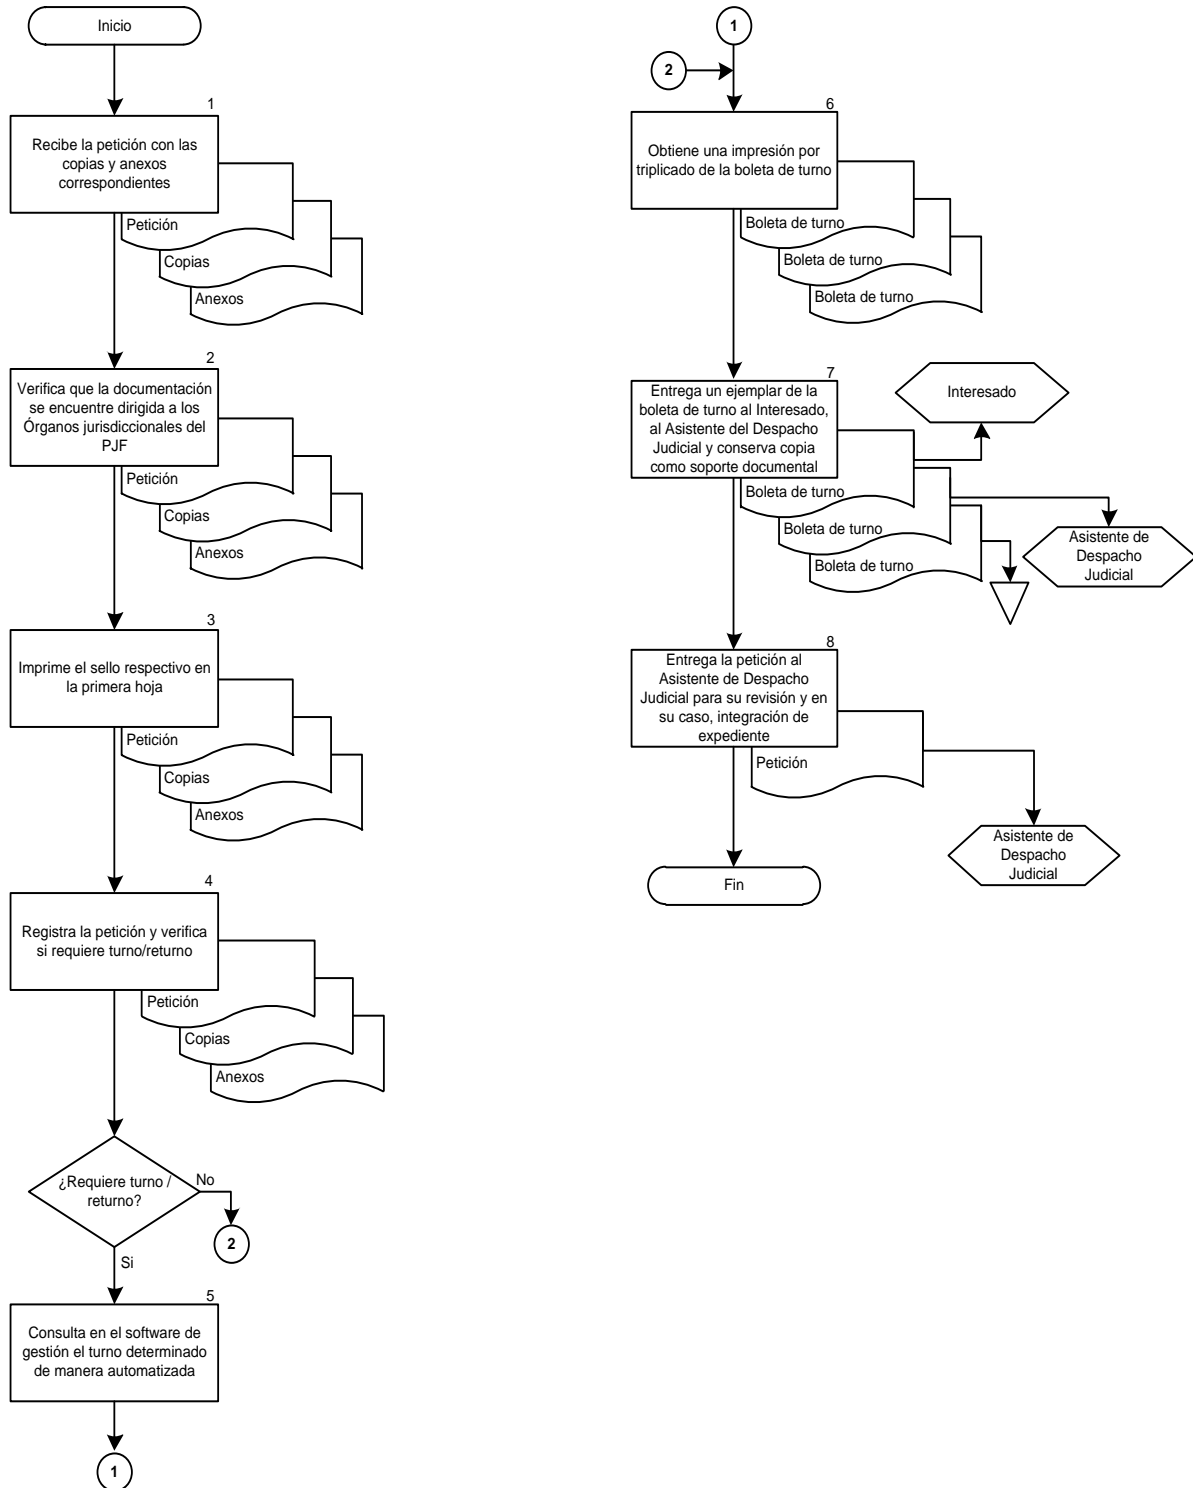 Inicio
1
Recibe la petición con las
copias y anexos
correspondientes
Petición
Copias
Anexos
2
Verifica que la documentación
se encuentre dirigida a los
Órganos jurisdiccionales del
PJF
Petición
Copias
Anexos
3
Imprime el sello respectivo en
la primera hoja
Petición
Copias
Anexos
4
Registra la petición y verifica
si requiere turno/returno
Petición
Copias
Anexos
¿Requiere turno /
returno?
No
2
Si
5
Consulta en el software de
gestión el turno determinado
de manera automatizada
1
1
2
6
Obtiene una impresión por
triplicado de la boleta de turno
Boleta de turno
Boleta de turno
Boleta de turno
7
Entrega un ejemplar de la
boleta de turno al Interesado,
al Asistente del Despacho
Judicial y conserva copia
como soporte documental
Boleta de turno
Boleta de turno
Boleta de turno
Interesado
Asistente de
Despacho
Judicial
8
Entrega la petición al
Asistente de Despacho
Judicial para su revisión y en
su caso, integración de
expediente
Petición
Asistente de
Despacho
Judicial
Fin